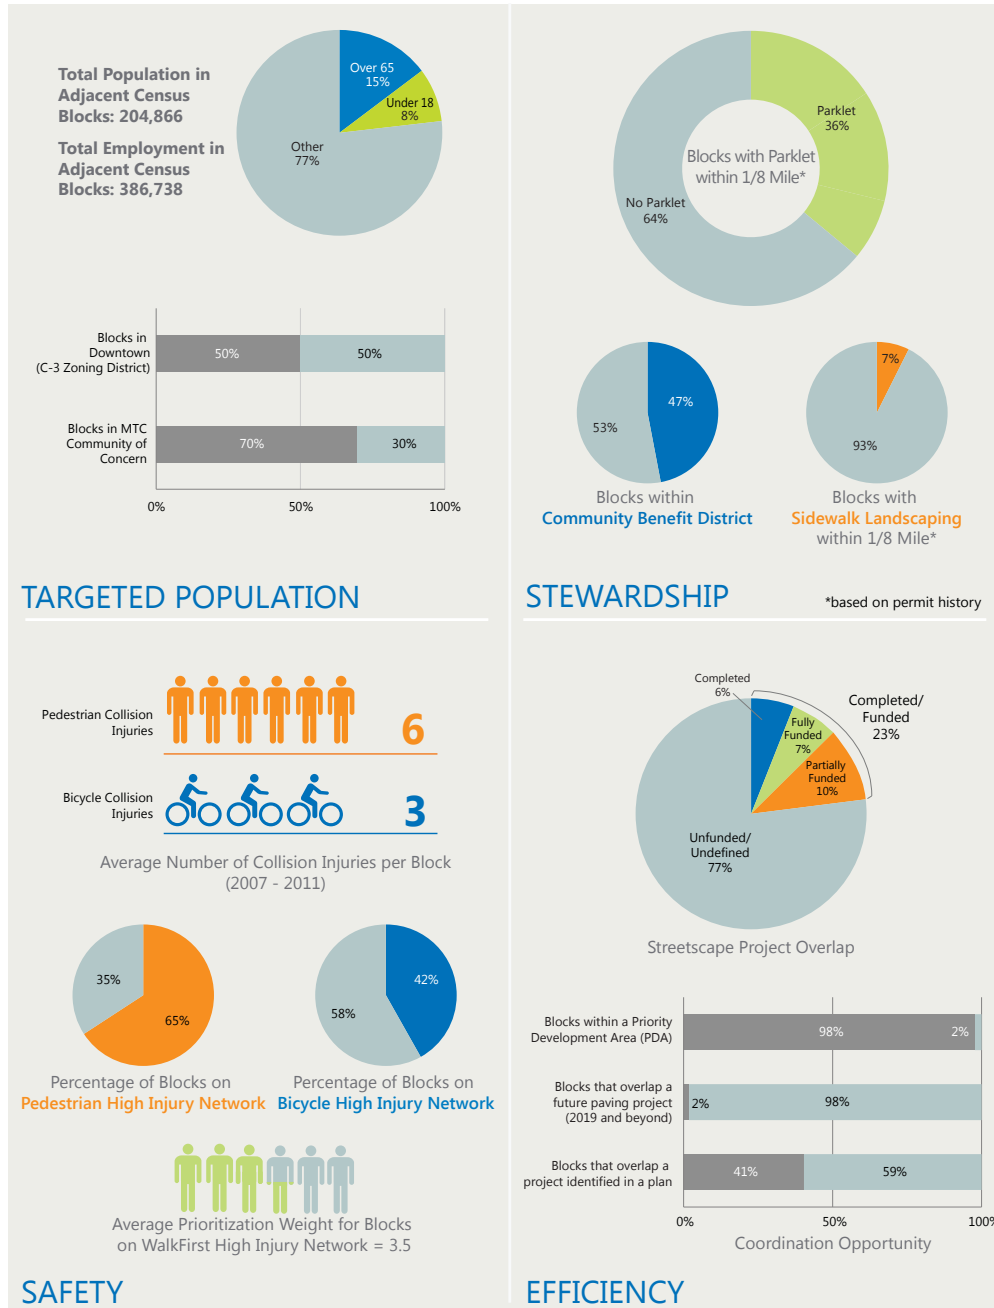 Total Population in
Adjacent Census
Blocks: 204,866
Total Employment in
Adjacent Census
Blocks: 386,738
Over 65
15%
Under 18
8%
Other
77%
Blocks in
Downtown
(C-3 Zoning District)
50%
50%
Blocks in MTC
Community of
Concern
70%
30%
0%
50%
100%
TARGETED POPULATION
Parklet
36%
Blocks with Parklet
within 1/8 Mile*
No Parklet
64%
47%
53%
Blocks within
Community Benefit District
7%
93%
Blocks with
Sidewalk Landscaping
within 1/8 Mile*
STEWARDSHIP
*based on permit history
Pedestrian Collision
Injuries
6
Bicycle Collision
Injuries
3
Average Number of Collision Injuries per Block
(2007 - 2011)
35%
65%
Percentage of Blocks on
Pedestrian High Injury Network
42%
58%
Percentage of Blocks on
Bicycle High Injury Network
Average Prioritization Weight for Blocks
on WalkFirst High Injury Network = 3.5
SAFETY
Completed
6%
Fully
Funded
7%
Partially
Funded
10%
Completed/
Funded
23%
Unfunded/
Undefined
77%
Streetscape Project Overlap
Blocks within a Priority
Development Area (PDA)
98%
2%
Blocks that overlap a
future paving project
(2019 and beyond)
2%
98%
Blocks that overlap a
project identified in a plan
41%
59%
0%
50%
100%
Coordination Opportunity
EFFICIENCY